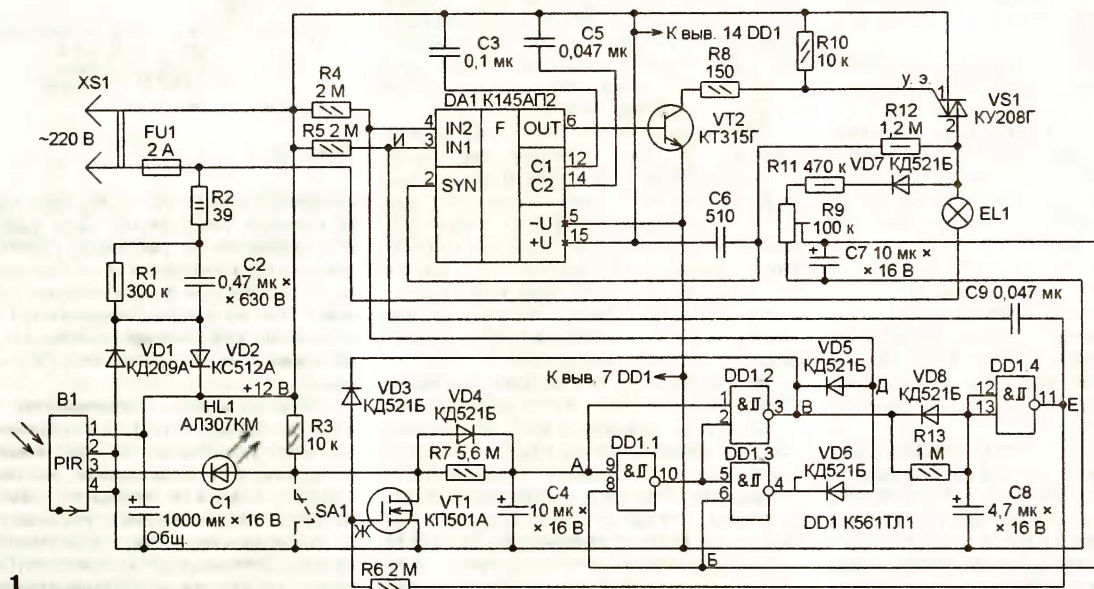 C3
0,1 мк
C5
0,047 мк
К выв. 14 DD1
R8
150
R10
10 к
у. э.
1
2
VS1
КУ208Г
XS1
~220 В
FU1
2 А
R2
39
R4
2 М
R5 2 М
И
DA1 К145АП2
4
3
2
IN2
IN1
SYN
F
OUT
C1
C2
–U
+U
6
12
14
5
15
VT2
КТ315Г
R12
1,2 М
R11 470 к
VD7 КД521Б
R9
100 к
EL1
C6
510
C7 10 мк ×
× 16 В
+
C9 0,047 мк
R1
300 к
C2
0,47 мк ×
× 630 В
VD1
КД209А
VD2
КС512А
+12 В
B1
PIR
1
2
3
4
HL1
АЛ307КМ
R3
10 к
C1
1000 мк × 16 В
Общ
SA1
VD3
КД521Б
VD4
КД521Б
R7 5,6 М
Ж
VT1
КП501А
+
C4
10 мк ×
× 16 В
А
К выв. 7 DD1
DD1.1
9
8
&
10
DD1.2
1
2
&
3
В
DD1.3
5
6
&
4
VD5
КД521Б
Д
VD6
КД521Б
VD8
КД521Б
R13
1 М
DD1.4
12
13
&
11
Е
DD1 К561ТЛ1
+
C8
4,7 мк ×
× 16 В
Б
R6 2 М
1